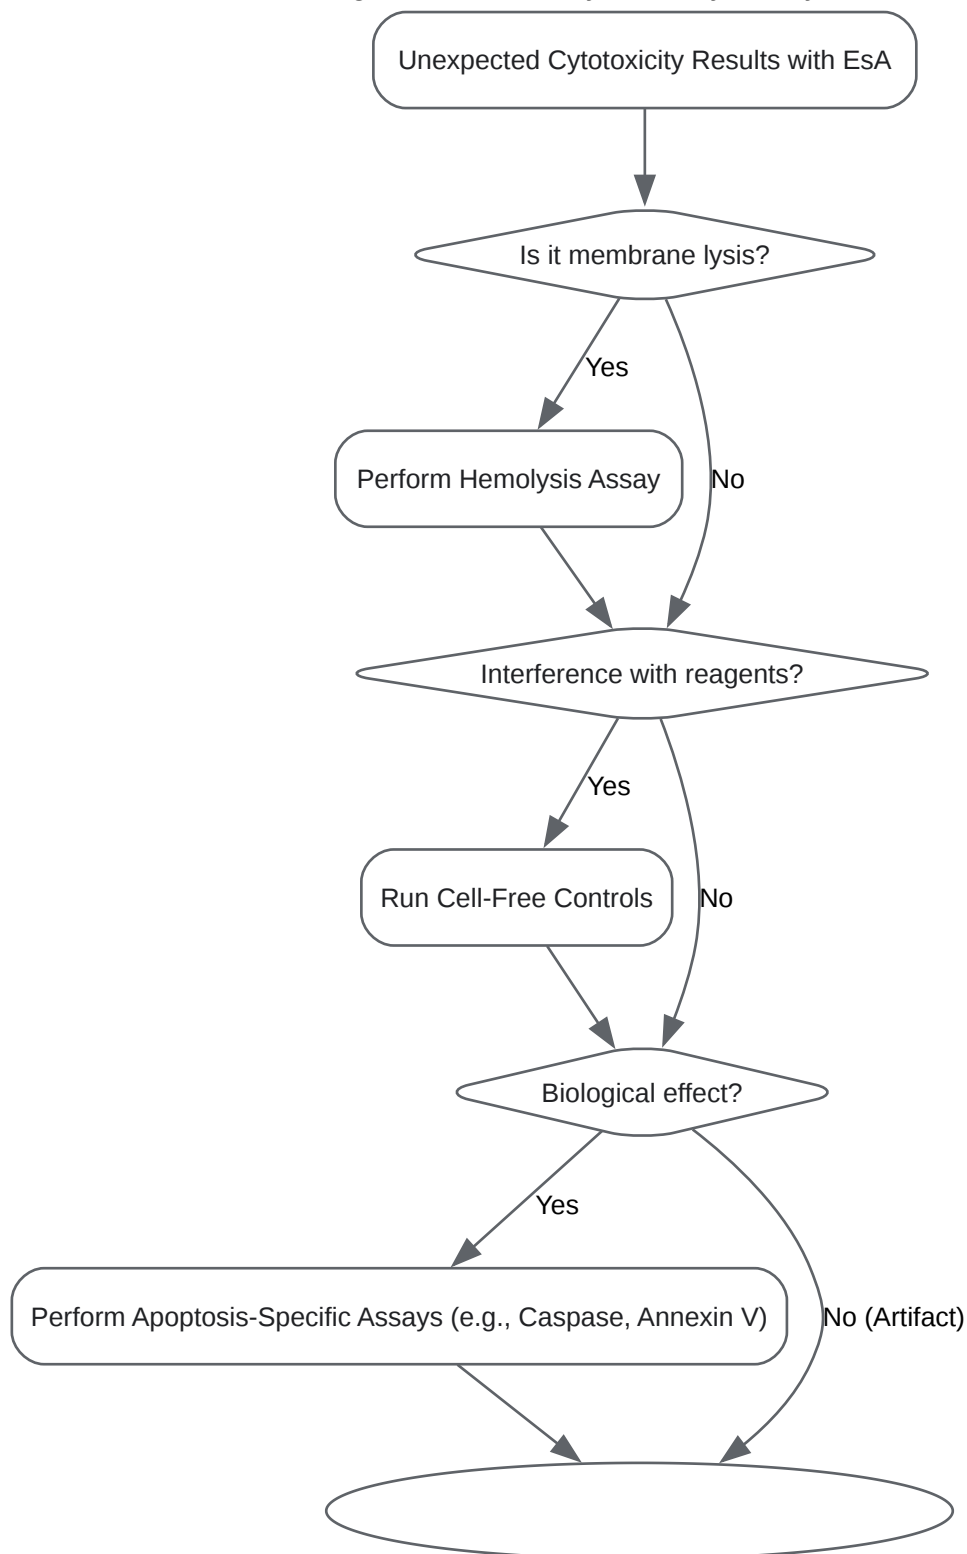 Unexpected Cytotoxicity Results with EsA
Is it membrane lysis?
Yes
Perform Hemolysis Assay
No
Interference with reagents?
Yes
Run Cell-Free Controls
No
Biological effect?
Yes
Perform Apoptosis-Specific Assays (e.g., Caspase, Annexin V)
No (Artifact)